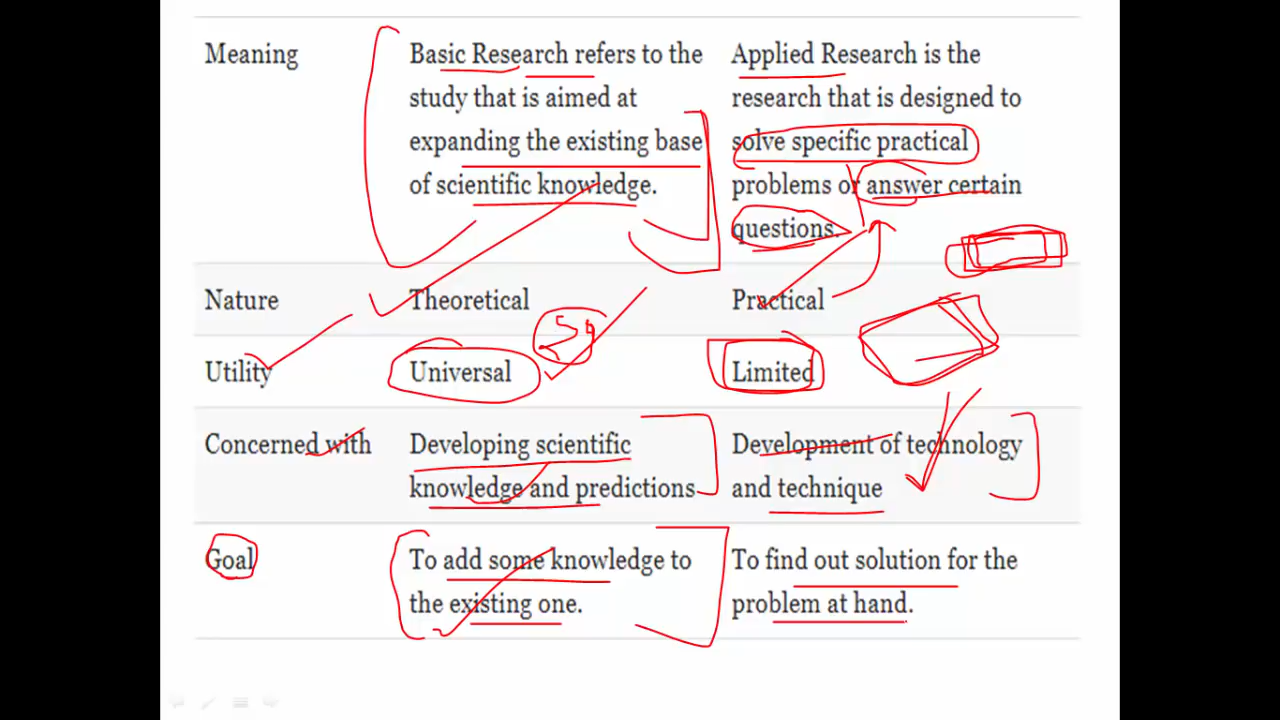 Meaning
Basic Research refers to the
study that is aimed at
expanding the existing base
of scientific knowledge.
Applied Research is the
research that is designed to
solve specific practical
problems or answer certain
questions.
Nature
Theoretical
Practical
Utility
Universal
Limited
Concerned with
Developing scientific
knowledge and predictions
Development of technology
and technique
Goal
To add some knowledge to
the existing one.
To find out solution for the
problem at hand.